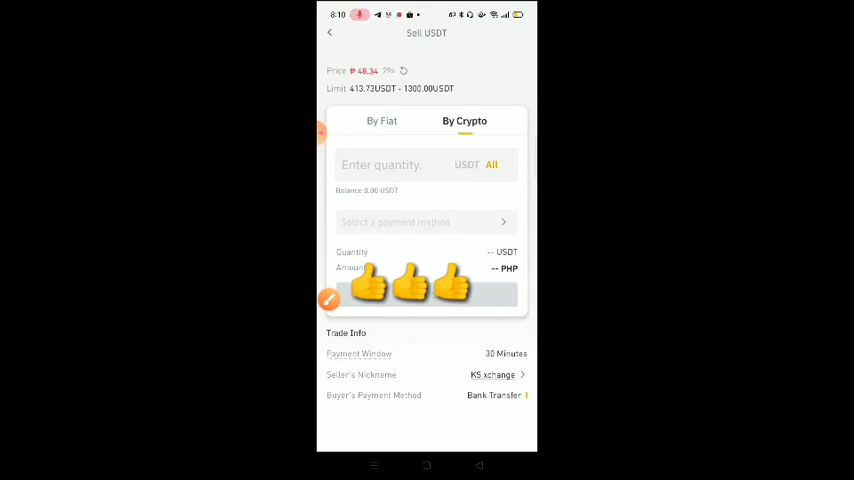 8:10
Sell USDT
Price ₱ 48.34 29s
Limit 413.73USDT - 1300.00USDT
By Fiat By Crypto
Enter quantity. USDT All
Balance 0.00 USDT
Select a payment method
Quantity -- USDT
Amount -- PHP
Trade Info
Payment Window 30 Minutes
Seller's Nickname KS xchange
Buyer's Payment Method Bank Transfer